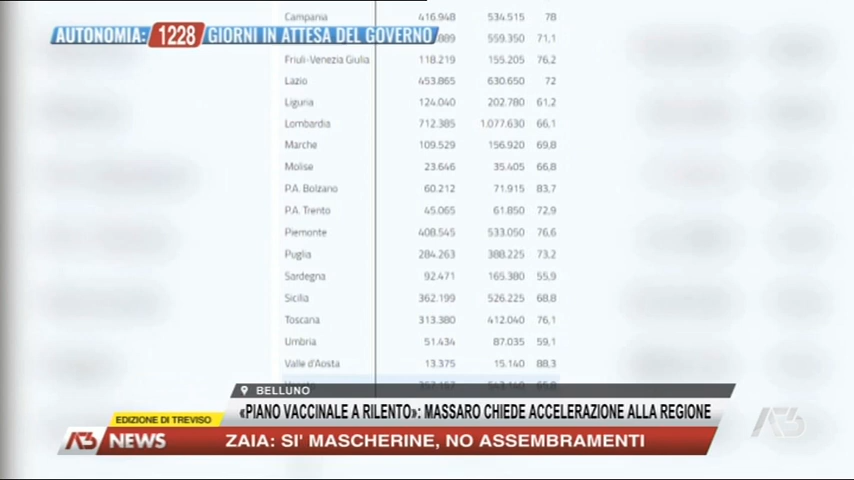 Campania 416.948 534.515 78
AUTONOMIA: 1228 GIORNI IN ATTESA DEL GOVERNO
559.350 71,1
Friuli-Venezia Giulia 118.219 155.205 76,2
Lazio 453.865 630.650 72
Liguria 124.040 202.780 61,2
Lombardia 712.385 1.077.630 66,1
Marche 109.529 156.920 69,8
Molise 23.646 35.405 66,8
P.A. Bolzano 60.212 71.915 83,7
P.A. Trento 45.065 61.850 72,9
Piemonte 408.545 533.050 76,6
Puglia 284.263 388.225 73,2
Sardegna 92.471 165.380 55,9
Sicilia 362.199 526.225 68,8
Toscana 313.380 412.040 76,1
Umbria 51.434 87.035 59,1
Valle d'Aosta 13.375 15.140 88,3
BELLUNO
«PIANO VACCINALE A RILENTO»: MASSARO CHIEDE ACCELERAZIONE ALLA REGIONE
EDIZIONE DI TREVISO
A3 NEWS ZAIA: SI' MASCHERINE, NO ASSEMBRAMENTI
A3